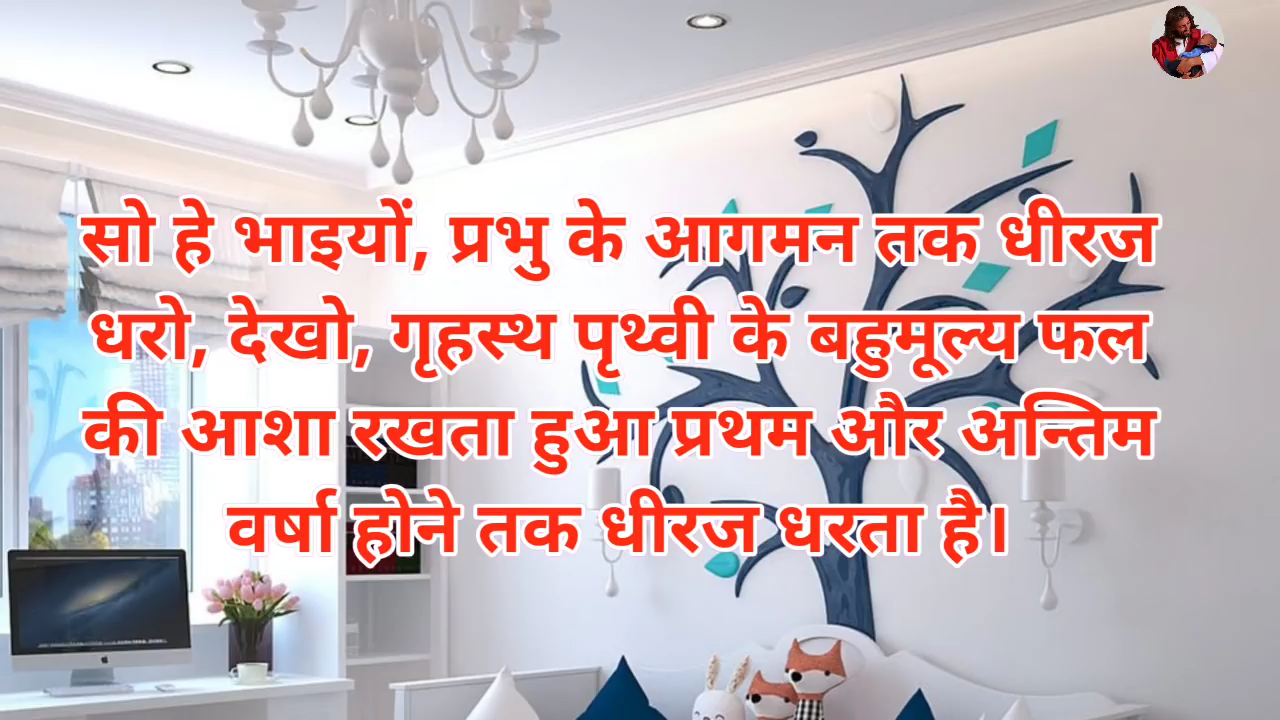 सो हे भाइयों, प्रभु के आगमन तक धीरज
धरो, देखो, गृहस्थ पृथ्वी के बहुमूल्य फल
की आशा रखता हुआ प्रथम और अन्तिम
वर्षा होने तक धीरज धरता है।